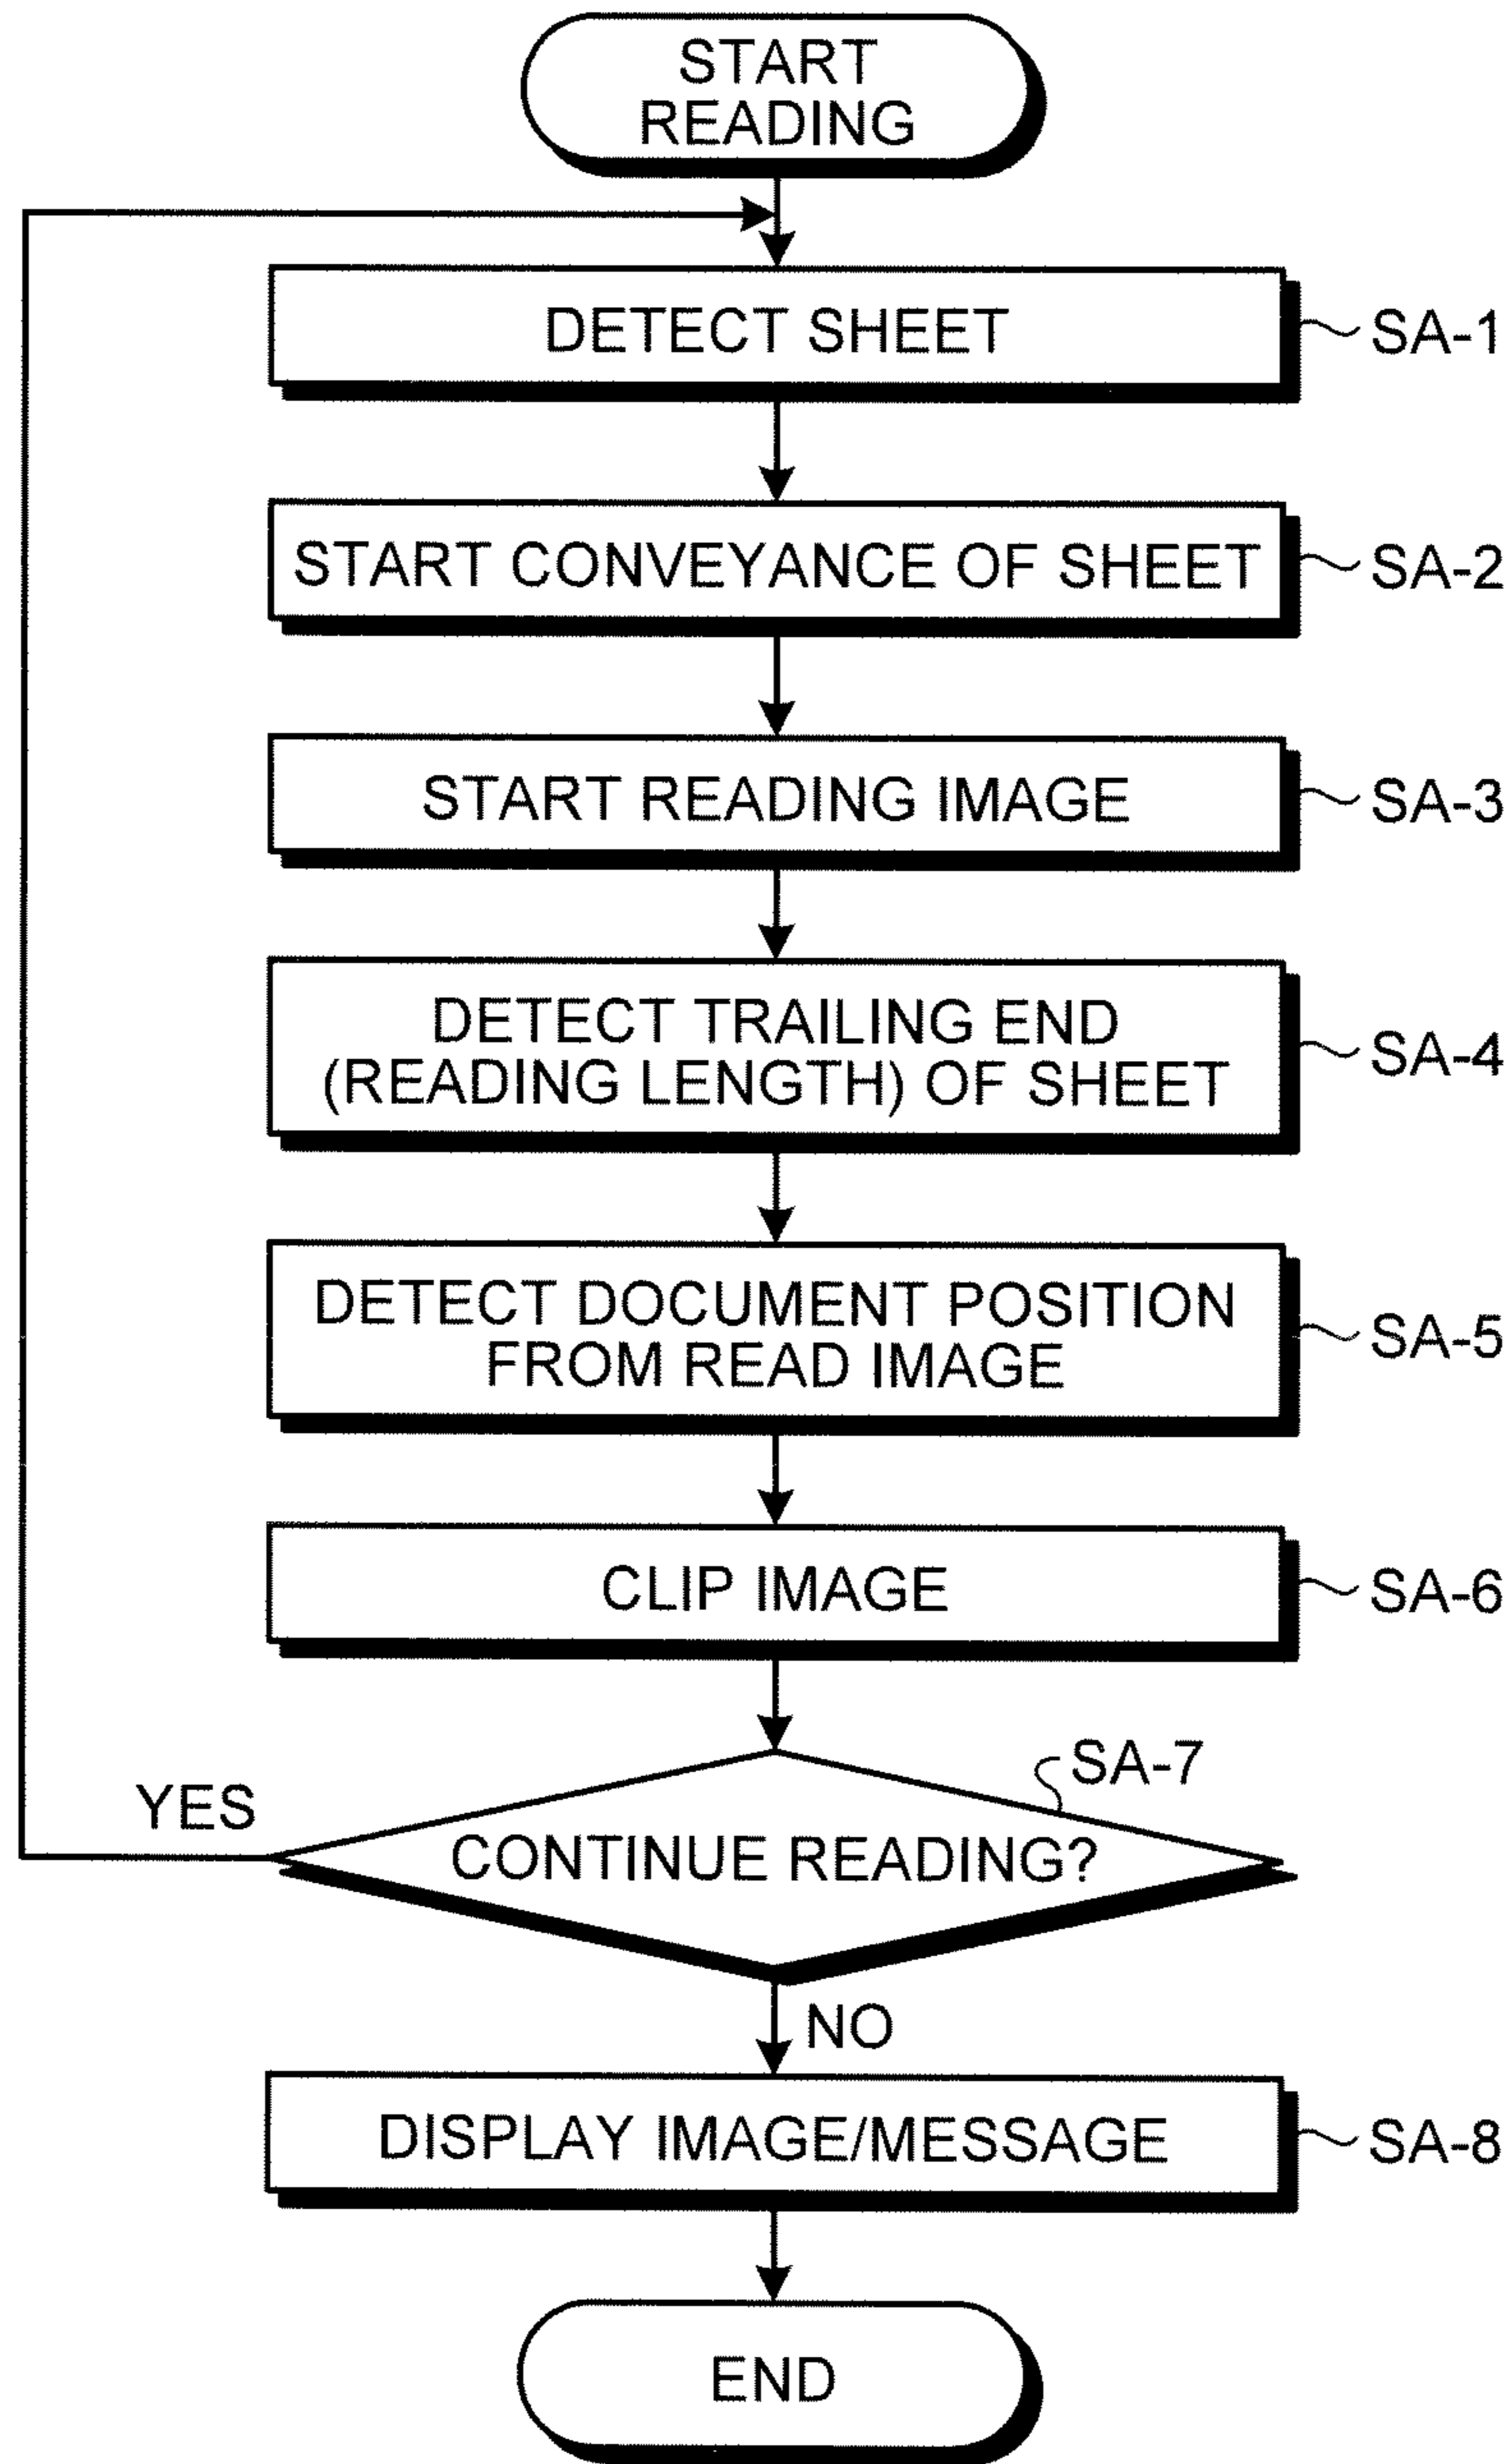 START
READING
DETECT SHEET
SA-1
START CONVEYANCE OF SHEET
SA-2
START READING IMAGE
SA-3
DETECT TRAILING END
(READING LENGTH) OF SHEET
SA-4
DETECT DOCUMENT POSITION
FROM READ IMAGE
SA-5
CLIP IMAGE
SA-6
SA-7
YES
CONTINUE READING?
NO
DISPLAY IMAGE/MESSAGE
SA-8
END